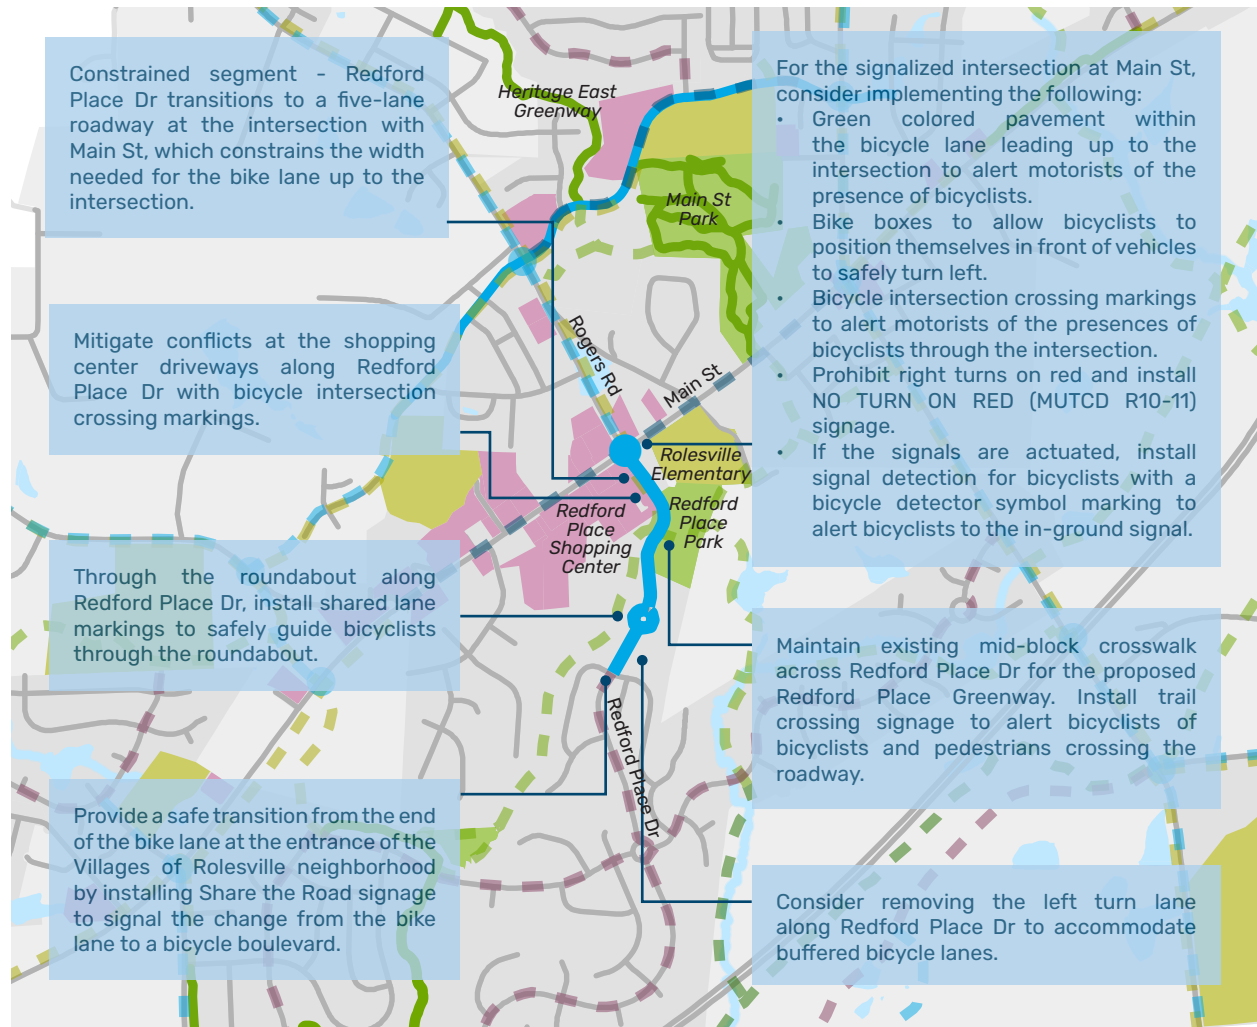 Constrained segment - Redford
Place Dr transitions to a five-lane
roadway at the intersection with
Main St, which constrains the width
needed for the bike lane up to the
intersection.
Mitigate conflicts at the shopping
center driveways along Redford
Place Dr with bicycle intersection
crossing markings.
Through the roundabout along
Redford Place Dr, install shared lane
markings to safely guide bicyclists
through the roundabout.
Provide a safe transition from the end
of the bike lane at the entrance of the
Villages of Rolesville neighborhood
by installing Share the Road signage
to signal the change from the bike
lane to a bicycle boulevard.
Heritage East
Greenway
Main St
Park
Rogers Rd
Main St
Rolesville
Elementary
Redford
Place
Shopping
Center
Redford
Place
Park
Redford Place Dr
For the signalized intersection at Main St,
consider implementing the following:
• Green colored pavement within
the bicycle lane leading up to the
intersection to alert motorists of the
presence of bicyclists.
• Bike boxes to allow bicyclists to
position themselves in front of vehicles
to safely turn left.
• Bicycle intersection crossing markings
to alert motorists of the presences of
bicyclists through the intersection.
• Prohibit right turns on red and install
NO TURN ON RED (MUTCD R10-11)
signage.
• If the signals are actuated, install
signal detection for bicyclists with a
bicycle detector symbol marking to
alert bicyclists to the in-ground signal.
Maintain existing mid-block crosswalk
across Redford Place Dr for the proposed
Redford Place Greenway. Install trail
crossing signage to alert bicyclists of
bicyclists and pedestrians crossing the
roadway.
Consider removing the left turn lane
along Redford Place Dr to accommodate
buffered bicycle lanes.